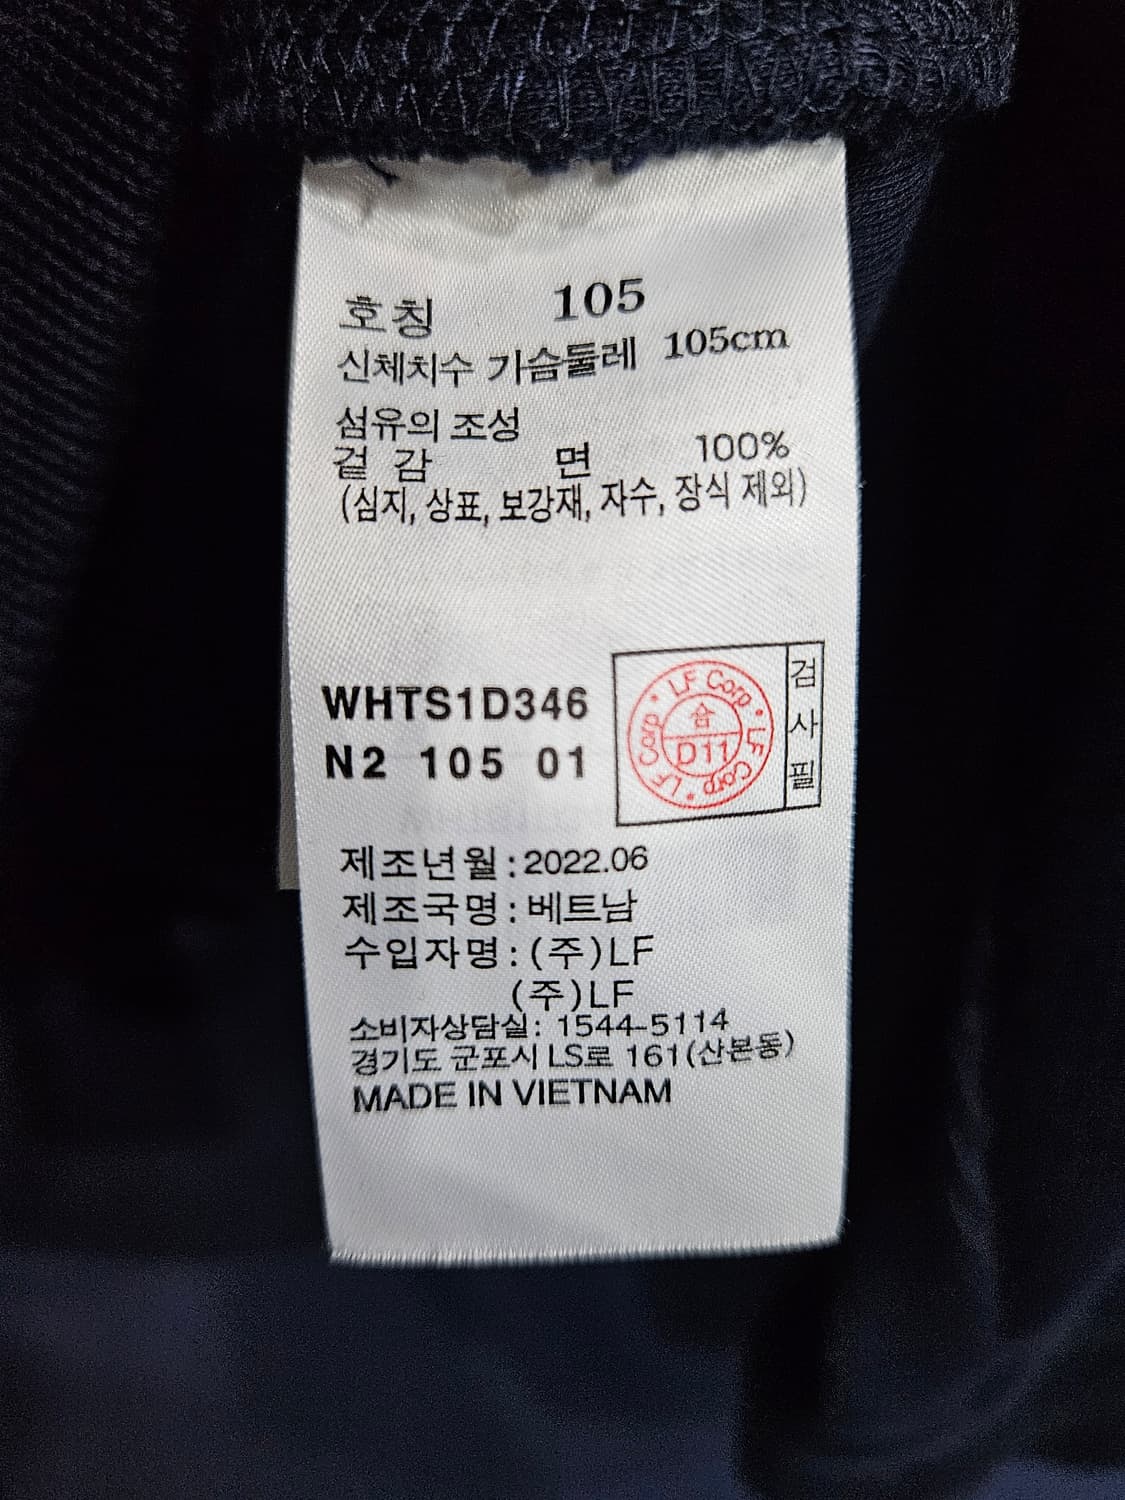 호칭 105
신체치수 가슴둘레 105cm
섬유의 조성
겉감 면 100%
(심지, 상표, 보강재, 자수, 장식 제외)
WHTS1D346
N2 105 01
LF Corp • LF Corp • LF Corp •
合
D11
검사필
제조년월 : 2022.06
제조국명 : 베트남
수입자명 : (주)LF
(주)LF
소비자상담실: 1544-5114
경기도 군포시 LS로 161(산본동)
MADE IN VIETNAM